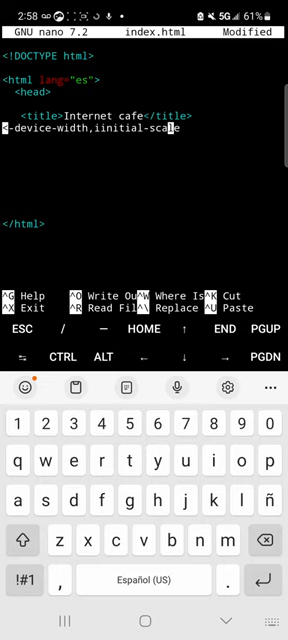 2:58 5G 61%
GNU nano 7.2 index.html Modified
<!DOCTYPE html>
<html lang="es">
<head>
<title>Internet cafe</title>
<-device-width,iinitial-scale
</html>
^G Help ^O Write Ou^W Where Is^K Cut
^X Exit ^R Read Fil^\ Replace ^U Paste
ESC / — HOME ↑ END PGUP
⇆ CTRL ALT ← ↓ → PGDN
1 2 3 4 5 6 7 8 9 0
q w e r t y u i o p
a s d f g h j k l ñ
z x c v b n m
!#1 , Español (US) .